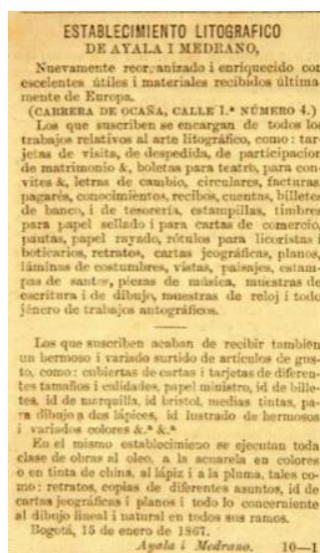 ESTABLECIMIENTO LITOGRAFICO
DE AYALA I MEDRANO,
Nuevamente reorganizado i enriquecido con
escelentes útiles i materiales recibidos última
mente de Europa.
(CARRERA DE OCAÑA, CALLE 1.ª NÚMERO 4.)
Los que suscriben se encargan de todos los
trabajos relativos al arte litográfico, como: tar
jetas de visita, de despedida, de participacion
de matrimonio &, boletas para teatro, para con-
vites &, letras de cambio, circulares, facturas
pagarés, conocimientos, recibos, cuentas, billetes
de banco, i de tesorería, estampillas, timbres
para papel sellado i para cartas de comercio,
pautas, papel rayado, rótulos para licoristas i
boticarios, retratos, cartas jeográficas, planos,
láminas de costumbres, vistas, paisajes, estam-
pas de santos, piezas de música, muestras de
escritura i de dibujo, muestras de reloj i todo
jénero de trabajos autográficos.
Los que suscriben acaban de recibir tambien
un hermoso i variado surtido de artículos de gus-
to, como: cubiertas de cartas i tarjetas de diferen-
tes tamaños i calidades, papel ministro, id de bille-
tes, id de marquilla, id bristol, medias tintas, pa-
ra dibujo a dos lápices, id lustrado de hermosos
i variados colores &.ª &.ª
En el mismo establecimiento se ejecutan toda
clase de obras al oleo, a la acuarela en colores
o en tinta de china, al lápiz i a la pluma, tales co-
mo: retratos, copias de diferentes asuntos, id de
cartas jeográficas i planos i todo lo concerniente
al dibujo lineal i natural en todos sus ramos.
Bogotá, 15 de enero de 1867.
Ayala i Medrano. 10—1